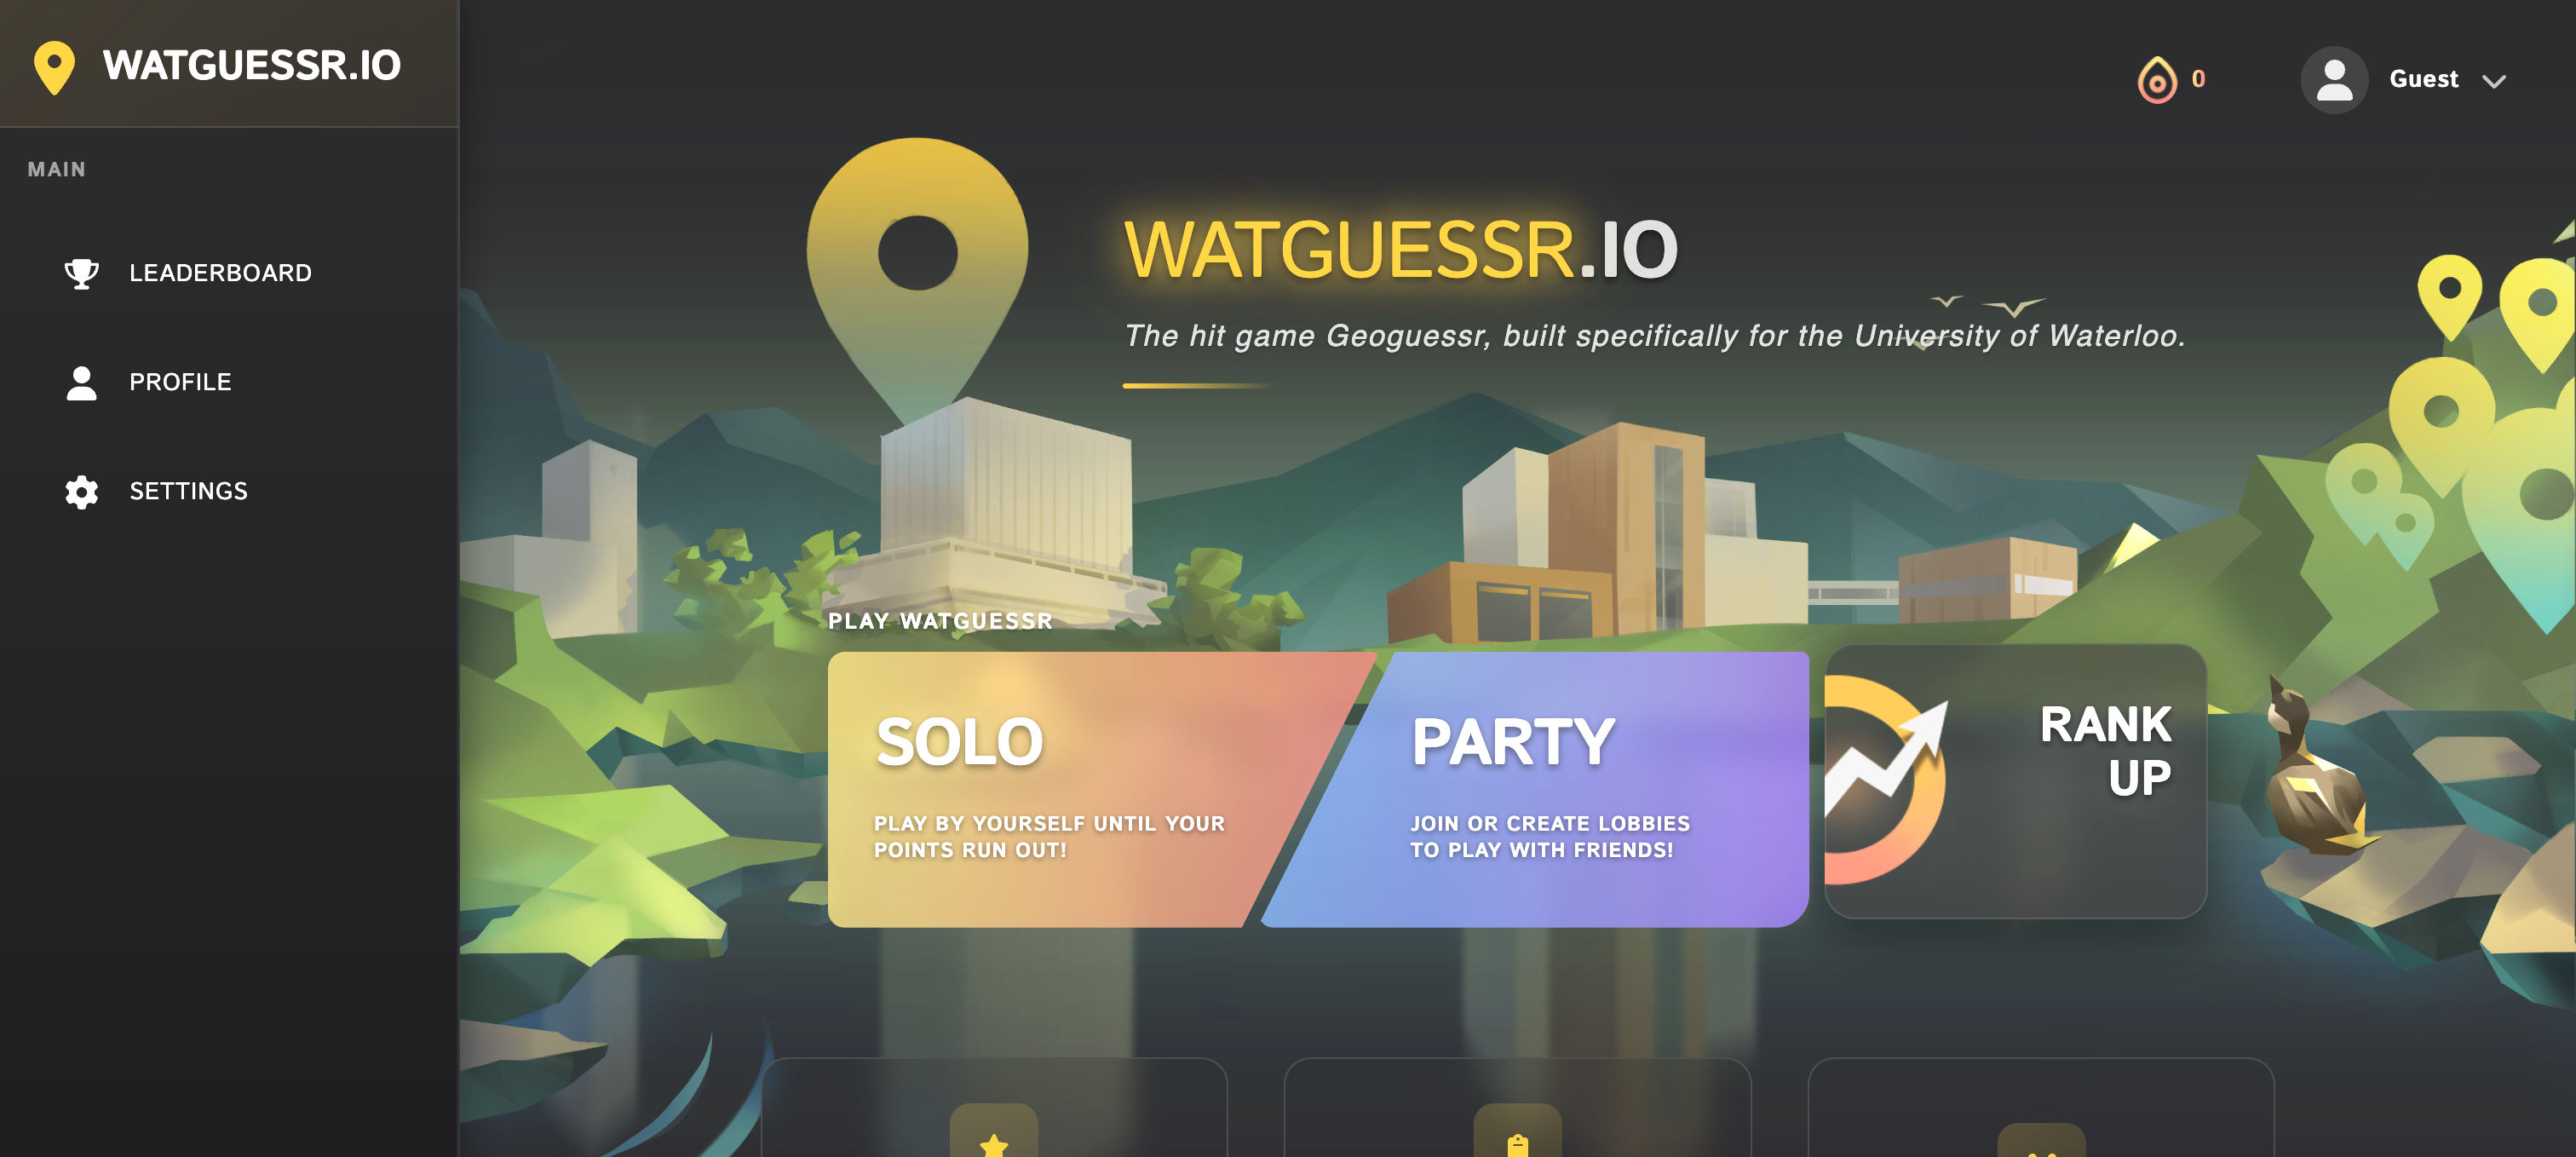 WATGUESSR.IO
MAIN
LEADERBOARD
PROFILE
SETTINGS
0
Guest
WATGUESSR.IO
The hit game Geoguessr, built specifically for the University of Waterloo.
PLAY WATGUESSR
SOLO
PLAY BY YOURSELF UNTIL YOUR
POINTS RUN OUT!
PARTY
JOIN OR CREATE LOBBIES
TO PLAY WITH FRIENDS!
RANK
UP